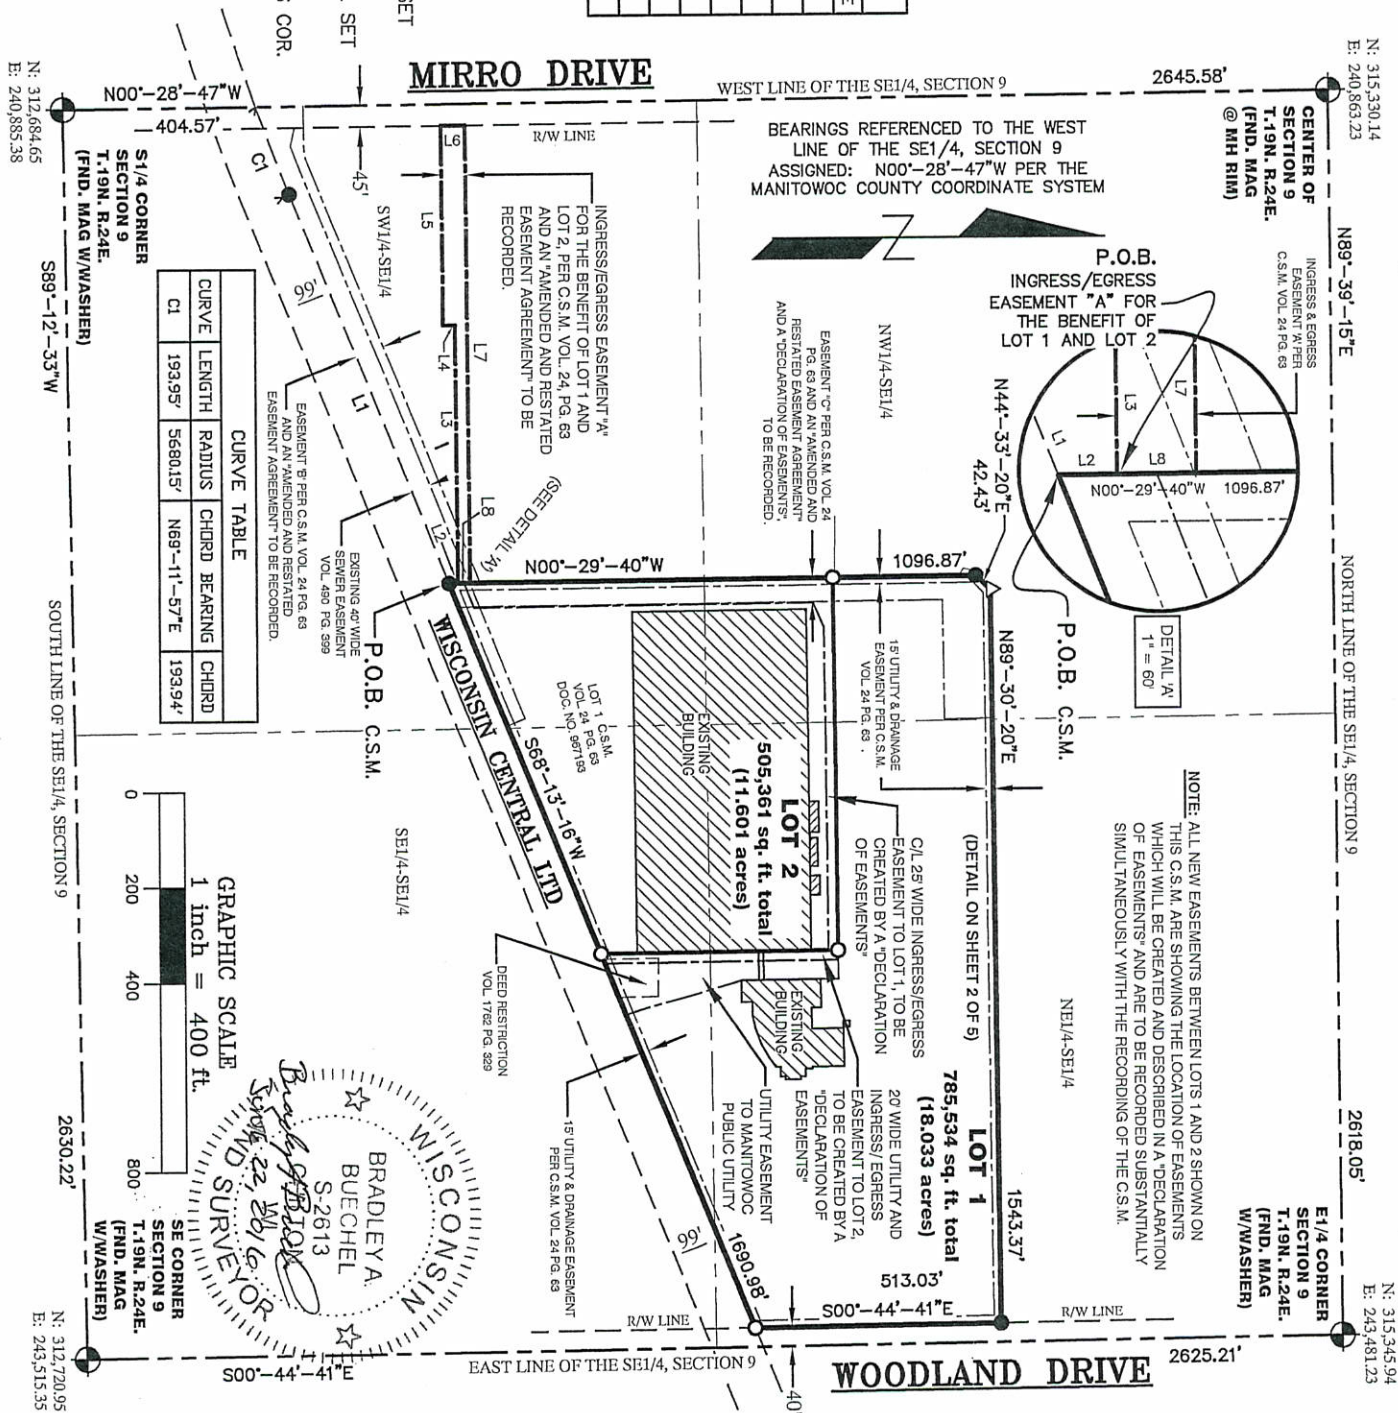 SET
SET
COR.
MIRRO DRIVE
WEST LINE OF THE SE1/4, SECTION 9
2645.58'
N: 315,330.14
E: 240,863.23
N: 312,684.65
E: 240,885.38
N00°-28'-47"W
404.57'
R/W LINE
45'
C1
L6
L5
L7
L4
L3
L8
L2
L1
99'
CENTER OF
SECTION 9
T.19N. R.24E.
(FND. MAG
@ MH RIM)
BEARINGS REFERENCED TO THE WEST
LINE OF THE SE1/4, SECTION 9
ASSIGNED: N00°-28'-47"W PER THE
MANITOWOC COUNTY COORDINATE SYSTEM
N
S1/4 CORNER
SECTION 9
T.19N. R.24E.
(FND. MAG W/WASHER)
SW1/4-SE1/4
INGRESS/EGRESS EASEMENT "A"
FOR THE BENEFIT OF LOT 1 AND
LOT 2, PER C.S.M. VOL. 24, PG. 63
AND AN "AMENDED AND RESTATED
EASEMENT AGREEMENT" TO BE
RECORDED.
NW1/4-SE1/4
P.O.B.
INGRESS/EGRESS
EASEMENT "A" FOR
THE BENEFIT OF
LOT 1 AND LOT 2
INGRESS & EGRESS
EASEMENT 'A' PER
C.S.M. VOL 24 PG. 63
N89°-39'-15"E
L3
L7
L1
L2
L8
N00°-29'-40"W
1096.87'
DETAIL 'A'
1" = 60'
P.O.B. C.S.M.
N44°-33'-20"E
42.43'
EASEMENT "C" PER C.S.M. VOL 24
PG. 63 AND AN "AMENDED AND
RESTATED EASEMENT AGREEMENT"
AND A "DECLARATION OF EASEMENTS",
TO BE RECORDED.
(SEE DETAIL 'A')
N00°-29'-40"W
1096.87'
S89°-12'-33"W
CURVE TABLE
CURVE LENGTH RADIUS CHORD BEARING CHORD
C1 193.95' 5680.15' N69°-11'-57"E 193.94'
EASEMENT 'B' PER C.S.M. VOL 24 PG. 63
AND AN "AMENDED AND RESTATED
EASEMENT AGREEMENT" TO BE RECORDED.
EXISTING 40' WIDE
SEWER EASEMENT
VOL 490 PG. 399
P.O.B. C.S.M.
WISCONSIN CENTRAL LTD
S68°-13'-16"W
LOT 1 C.S.M.
VOL 24 PG. 63
DOC. NO. 967193
EXISTING
BUILDING
LOT 2
505,361 sq. ft. total
(11.601 acres)
15' UTILITY & DRAINAGE
EASEMENT PER C.S.M.
VOL 24 PG. 63
N89°-30'-20"E
NORTH LINE OF THE SE1/4, SECTION 9
NOTE: ALL NEW EASEMENTS BETWEEN LOTS 1 AND 2 SHOWN ON
THIS C.S.M. ARE SHOWING THE LOCATION OF EASEMENTS
WHICH WILL BE CREATED AND DESCRIBED IN A "DECLARATION
OF EASEMENTS" AND ARE TO BE RECORDED SUBSTANTIALLY
SIMULTANEOUSLY WITH THE RECORDING OF THE C.S.M.
(DETAIL ON SHEET 2 OF 5)
C/L 25' WIDE INGRESS/EGRESS
EASEMENT TO LOT 1, TO BE
CREATED BY A "DECLARATION
OF EASEMENTS"
NE1/4-SE1/4
LOT 1
785,534 sq. ft. total
(18.033 acres)
20' WIDE UTILITY AND
INGRESS/ EGRESS
EASEMENT TO LOT 2,
TO BE CREATED BY A
"DECLARATION OF
EASEMENTS"
EXISTING
BUILDING
UTILITY EASEMENT
TO MANITOWOC
PUBLIC UTILITY
DEED RESTRICTION
VOL. 1762 PG. 329
15' UTILITY & DRAINAGE EASEMENT
PER C.S.M. VOL 24 PG. 63
SE1/4-SE1/4
SOUTH LINE OF THE SE1/4, SECTION 9
GRAPHIC SCALE
1 inch = 400 ft.
0 200 400 800
WISCONSIN
BRADLEY A.
BUECHEL
S-2613
WI
LAND SURVEYOR
2630.22'
1543.37'
1690.98'
99'
513.03'
S00°-44'-41"E
R/W LINE
R/W LINE
40'
2618.05'
E1/4 CORNER
SECTION 9
T.19N. R.24E.
(FND. MAG
W/WASHER)
SE CORNER
SECTION 9
T.19N. R.24E.
(FND. MAG
W/WASHER)
S00°-44'-41"E
EAST LINE OF THE SE1/4, SECTION 9
WOODLAND DRIVE
2625.21'
N: 315,345.94
E: 243,481.23
N: 312,720.95
E: 243,515.35